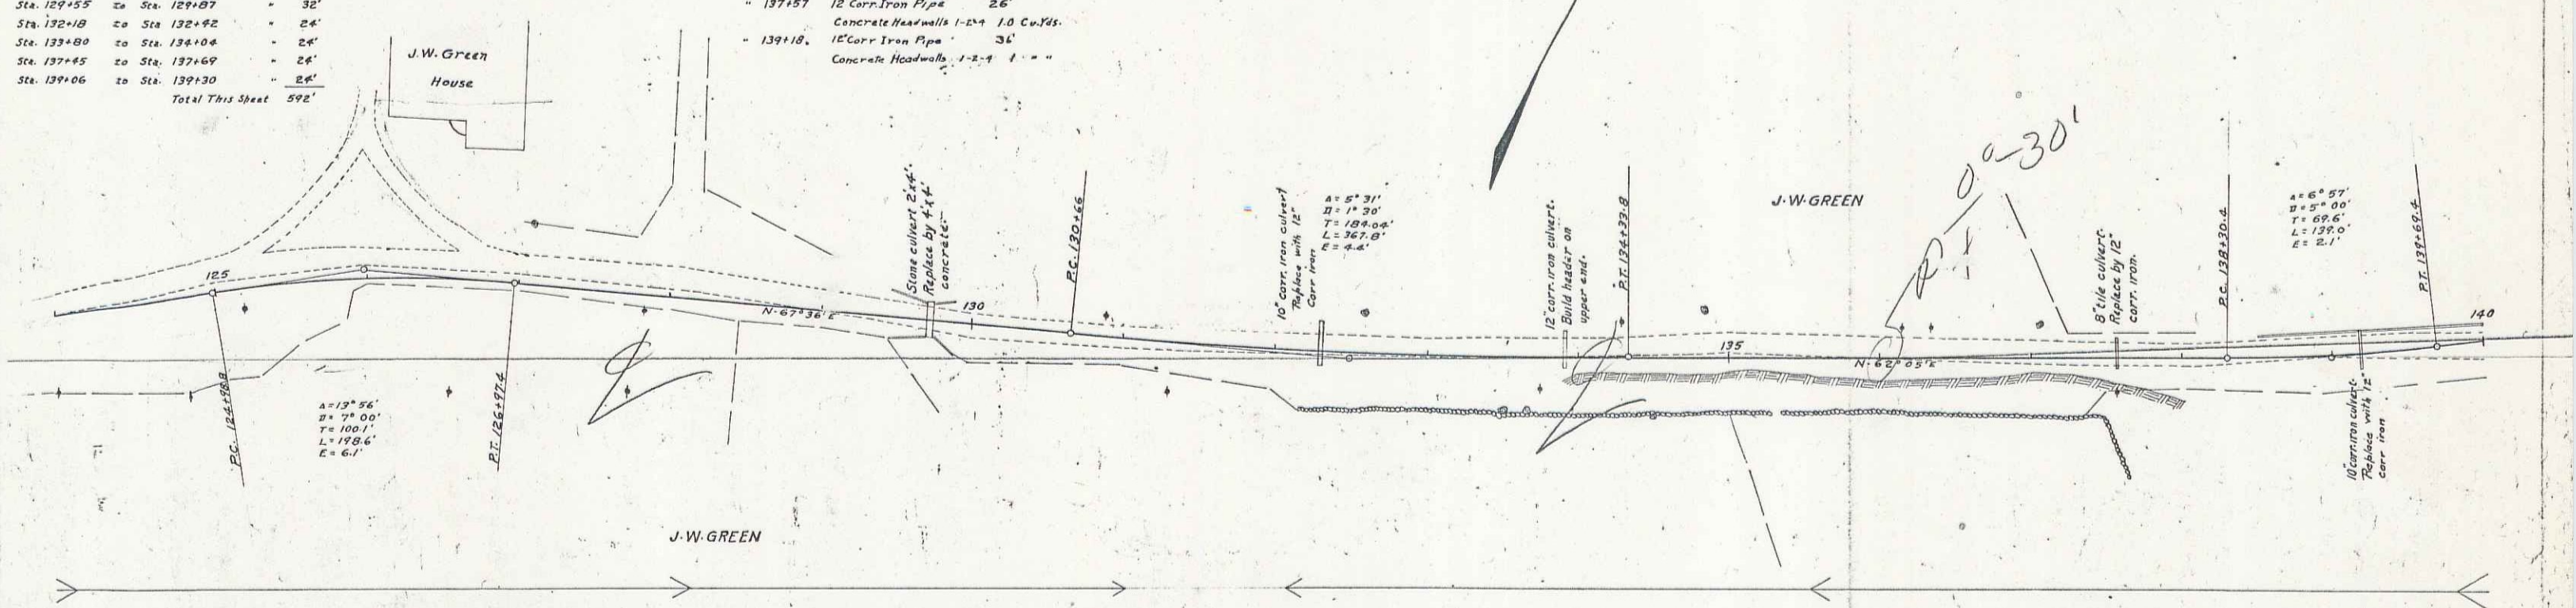 Sta. 129+55 to Sta. 129+87 " 32'
Sta. 132+18 to Sta 132+42 " 24'
Sta. 133+80 to Sta 134+04 " 24'
Sta. 137+45 to Sta. 137+69 " 24'
Sta. 139+06 to Sta. 139+30 " 24'
Total This Sheet 592'
" 137+57 12 Corr. Iron Pipe 26'
Concrete Headwalls 1-2-4 1.0 Cu.Yds.
" 139+18. 12" Corr Iron Pipe 36'
Concrete Headwalls 1-2-4 1 " "
J.W. Green
House
125
P.C. 124+98.8
Δ=13° 56'
D= 7° 00'
T= 100.1'
L= 198.6'
E= 6.1'
P.T. 126+97.4
N-67° 36' E
Stone culvert 2'x4'.
Replace by 4'x4'
concrete
130
P.C. 130+66
10" corr. iron culvert
Replace with 12"
Corr iron
Δ= 5° 31'
D= 1° 30'
T= 184.04'
L= 367.8'
E= 4.4'
12" corr. iron culvert.
Build header on
upper end.
P.T. 134+33.8
135
J.W. GREEN
0°-30'
N-62° 05' E
8" tile culvert.
Replace by 12"
corr. iron.
P.C. 138+30.4
Δ= 6° 57'
D= 5° 00'
T= 69.6'
L= 139.0'
E= 2.1'
P.T. 139+69.4
140
10" corr. iron culvert.
Replace with 12"
corr iron
J.W. GREEN